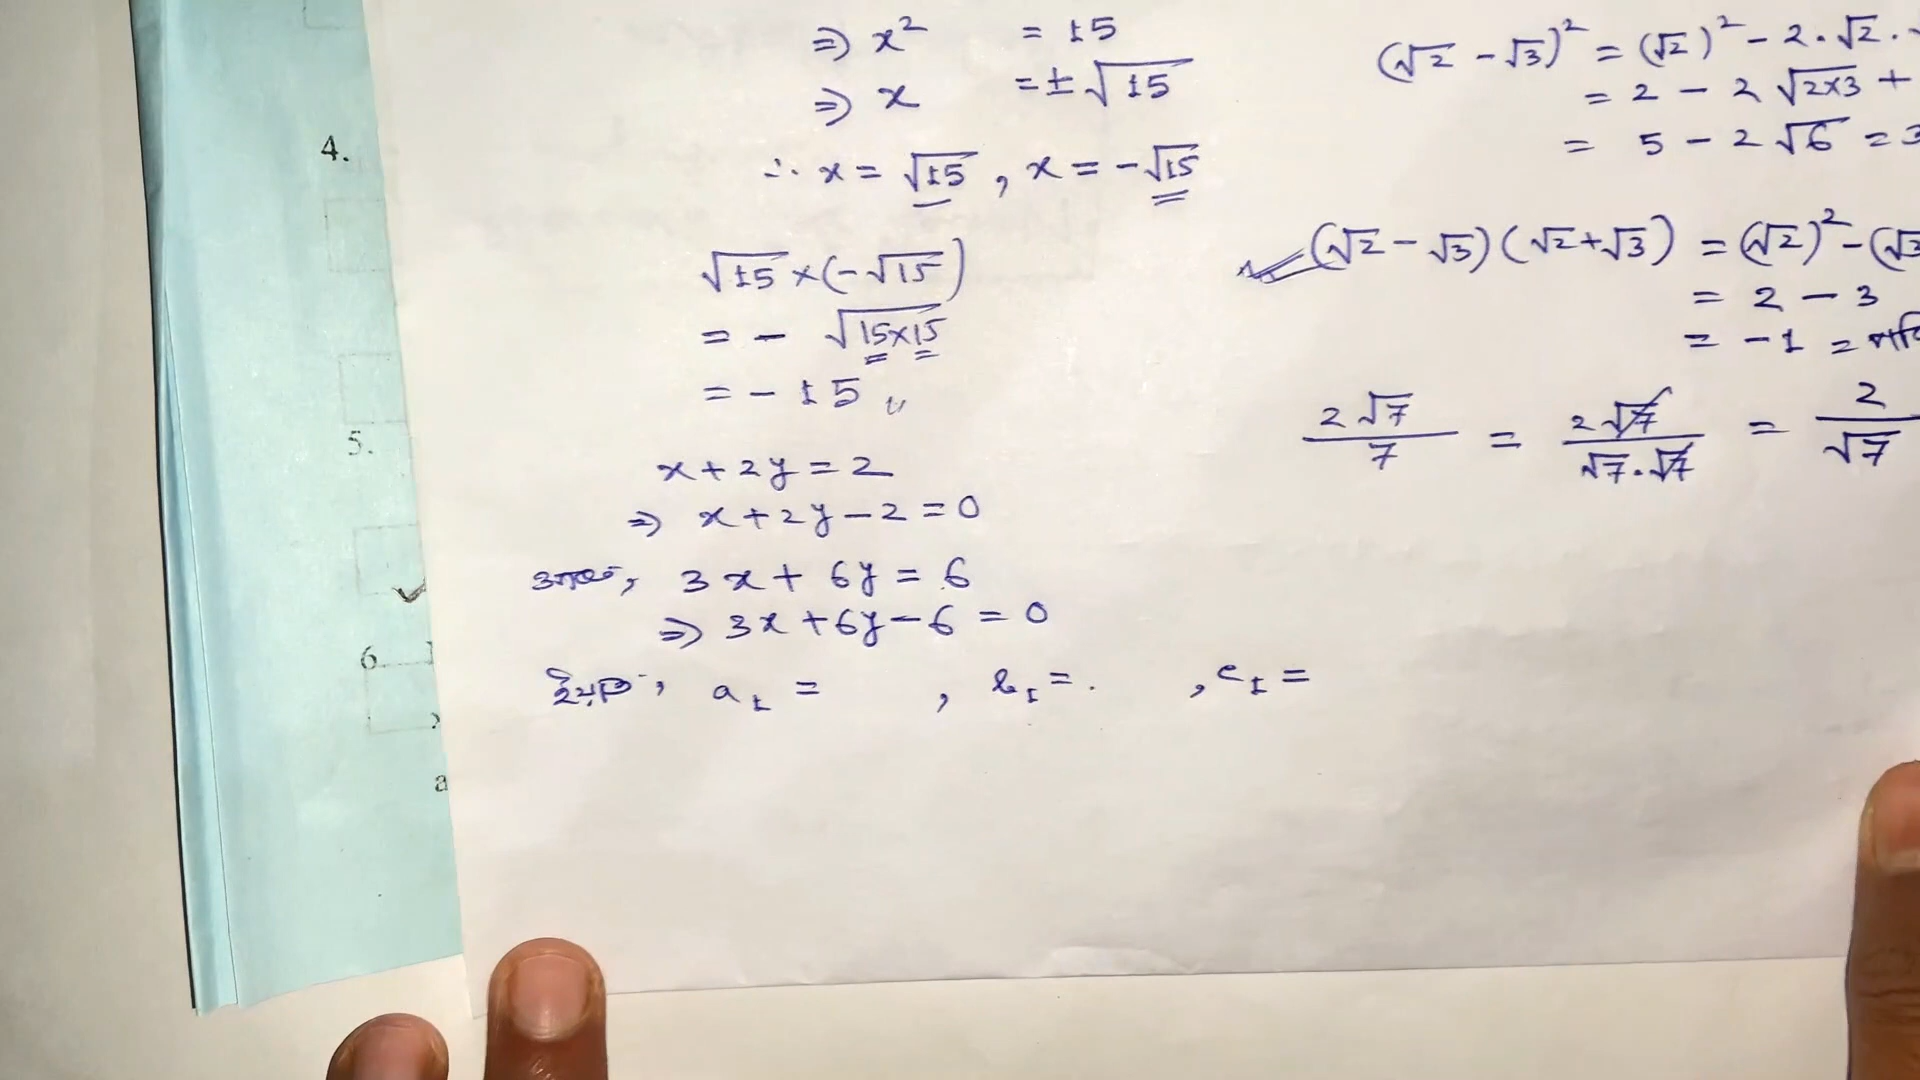 ⇒ x² = 15
⇒ x = ±√15
∴ x = √15, x = -√15
√15 × (-√15)
= - √15×15
= - 15
x + 2y = 2
⇒ x + 2y - 2 = 0
3x + 6y = 6
⇒ 3x + 6y - 6 = 0
a₁ = , b₁ = . , c₁ =
(√2 - √3)² = (√2)² - 2.√2.
= 2 - 2√2×3 +
= 5 - 2√6 =
(√2 - √3)(√2 + √3) = (√2)² - (√3
= 2 - 3
= -1 =
2√7/7 = 2√7/√7.√7 = 2/√7
4.
5.
6
a